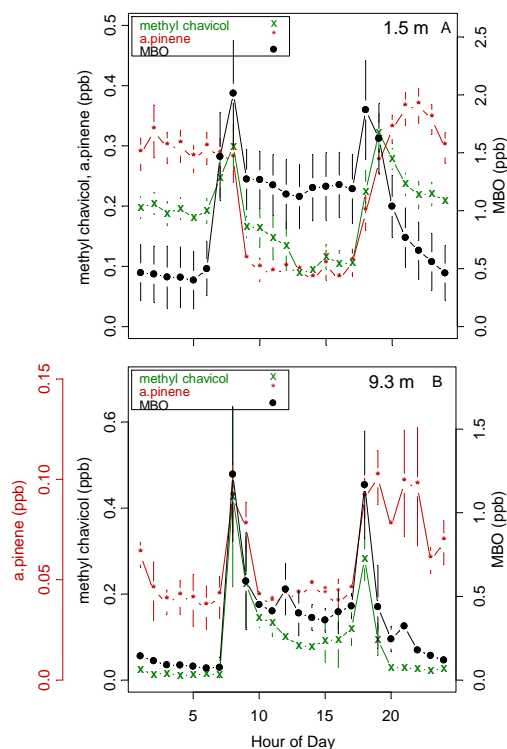 methyl chavicol x
a.pinene *
MBO
1.5 m A
0.5
0.4
0.3
0.2
0.1
0.0
methyl chavicol, a.pinene (ppb)
2.5
2.0
1.5
1.0
0.5
0.0
MBO (ppb)
methyl chavicol x
a.pinene *
MBO
9.3 m B
0.15
0.10
0.05
0.0
a.pinene (ppb)
0.6
0.4
0.2
0.0
methyl chavicol (ppb)
1.5
1.0
0.5
0.0
MBO (ppb)
5 10 15 20
Hour of Day